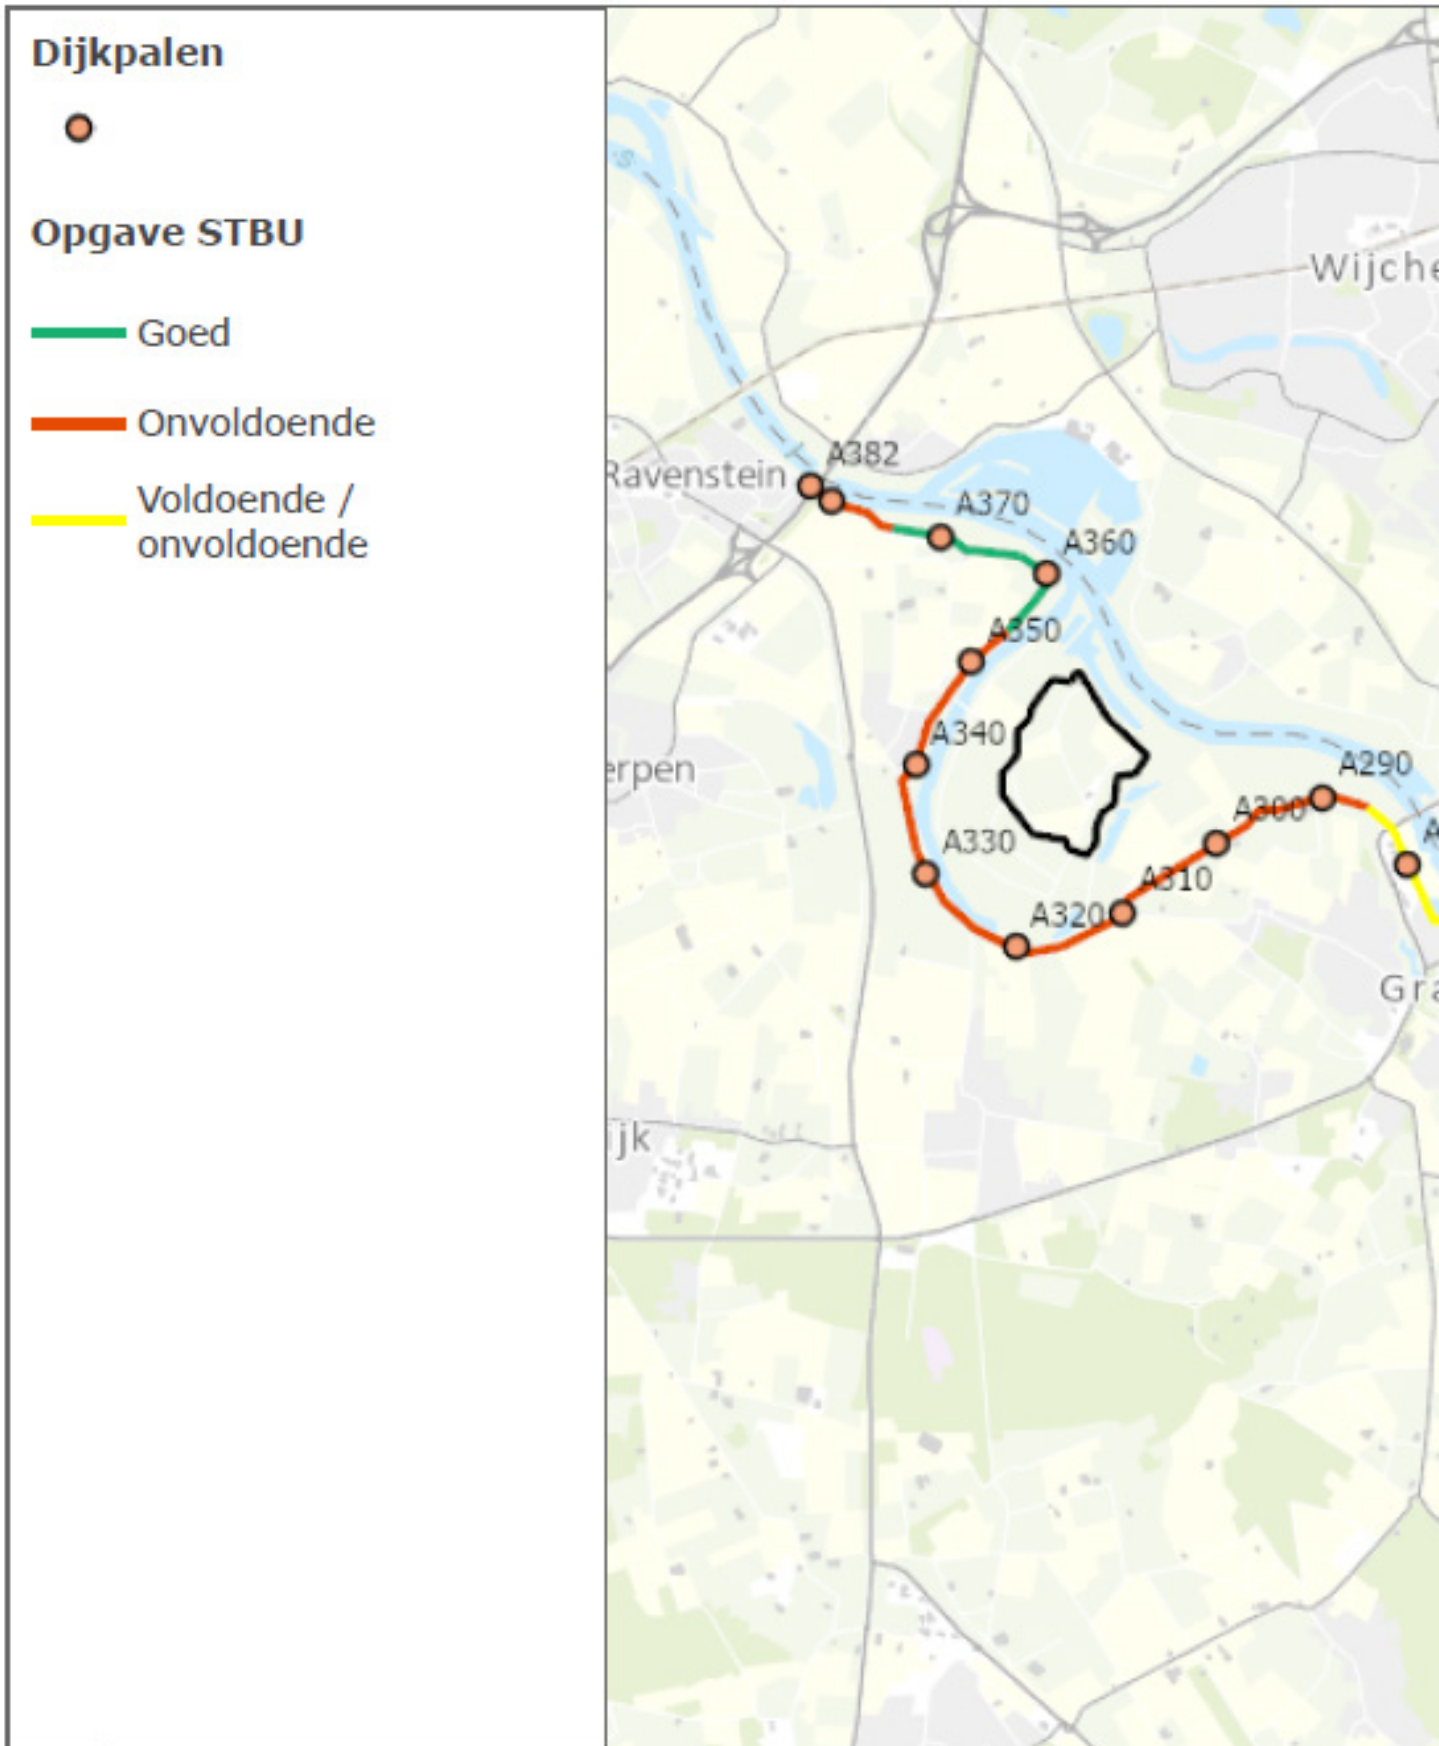 Dijkpalen
Opgave STBU
Goed
Onvoldoende
Voldoende /
onvoldoende
Wijche
A382
Ravenstein
A370
A360
A350
A340
erpen
A290
A300
A330
A310
A320
A
Gra
ijk